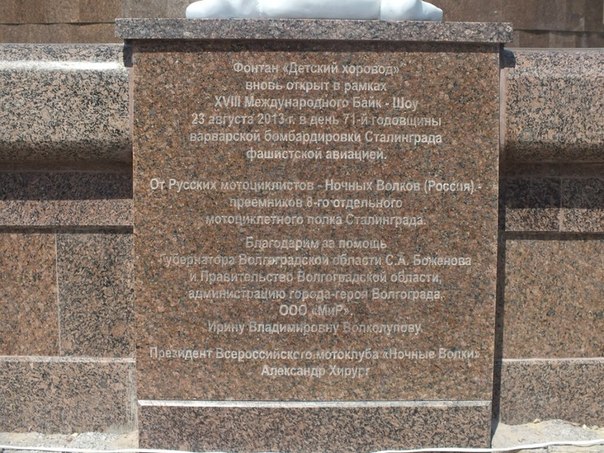 Фонтан «Детский хоровод»
вновь открыт в рамках
XVIII Международного Байк - Шоу
23 августа 2013 г. в день 71-й годовщины
варварской бомбардировки Сталинграда
фашистской авиацией.
От Русских мотоциклистов - Ночных Волков (Россия) -
преемников 8-го отдельного
мотоциклетного полка Сталинграда.
Благодарим за помощь
Губернатора Волгоградской области С.А. Боженова
и Правительство Волгоградской области,
администрацию города-героя Волгограда.
ООО «МиР».
Ирину Владимировну Волколупову.
Президент Всероссийского мотоклуба «Ночные Волки»
Александр Хирург